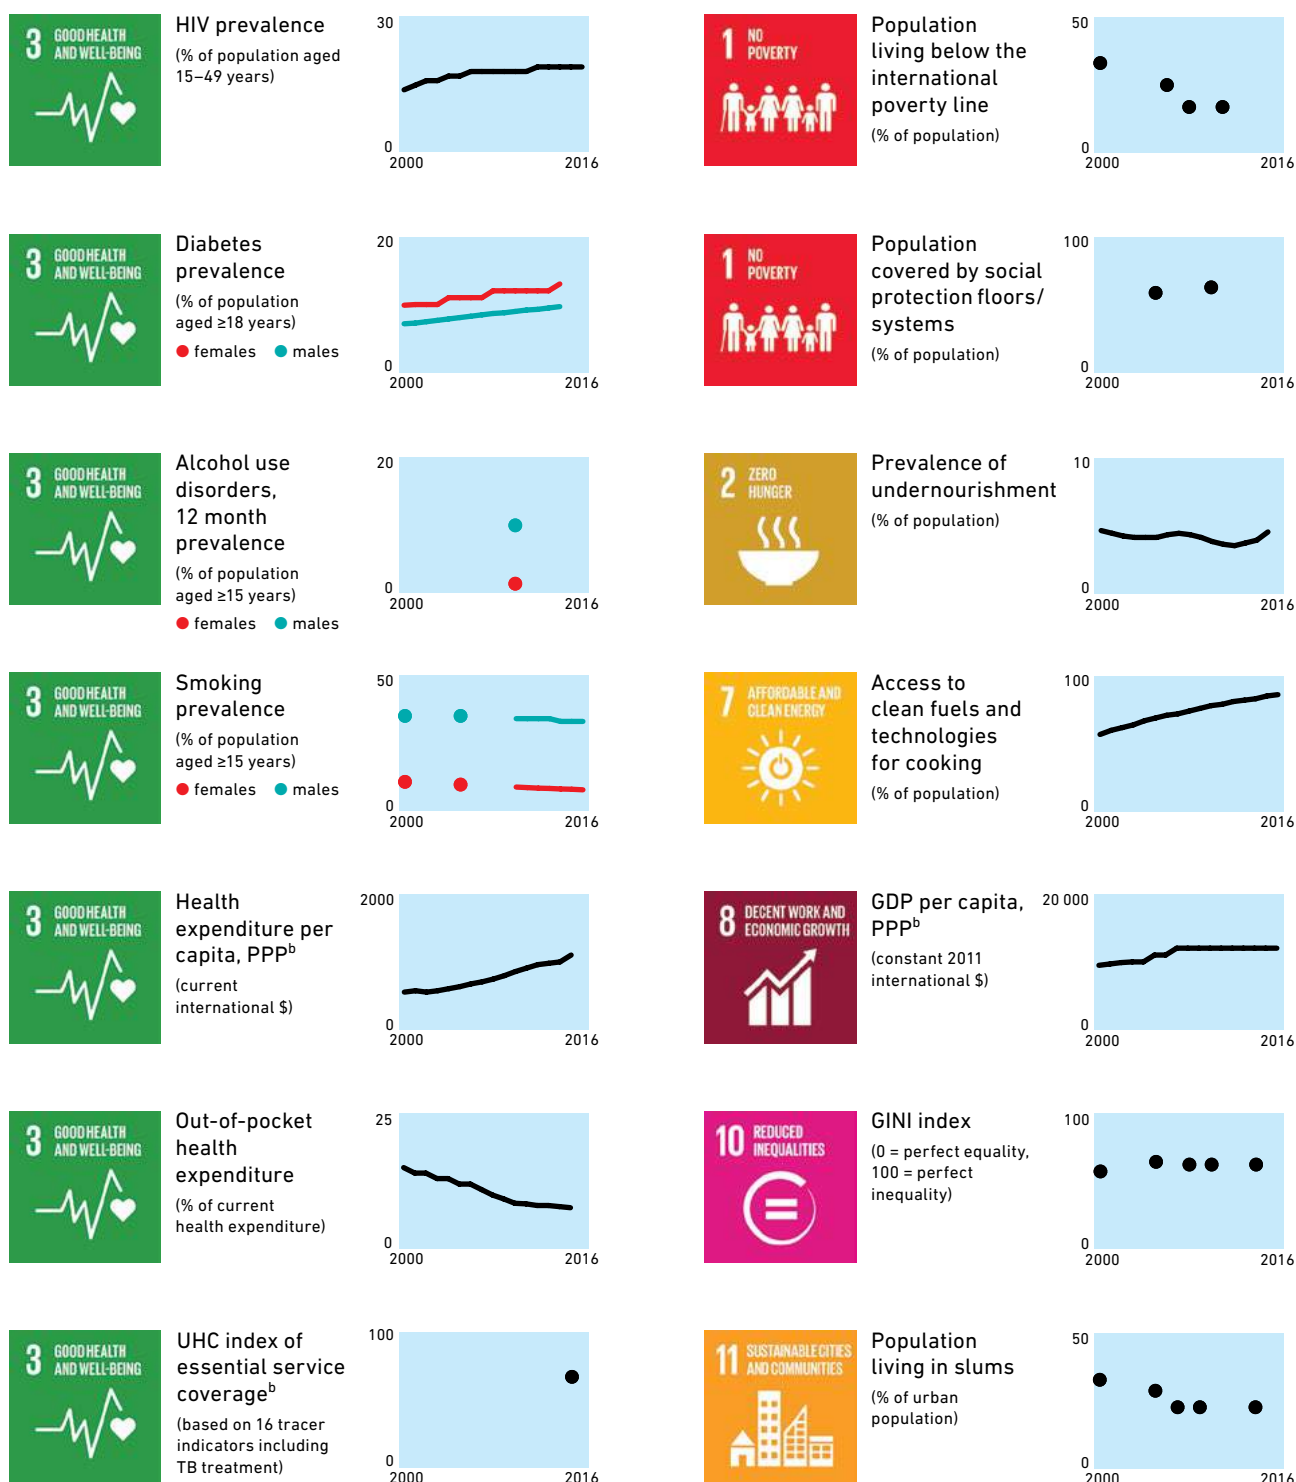 3 GOOD HEALTH
AND WELL-BEING
HIV prevalence
(% of population aged
15–49 years)
30
0
2000 2016
1 NO
POVERTY
Population
living below the
international
poverty line
(% of population)
50
0
2000 2016
3 GOOD HEALTH
AND WELL-BEING
Diabetes
prevalence
(% of population
aged ≥18 years)
females males
20
0
2000 2016
1 NO
POVERTY
Population
covered by social
protection floors/
systems
(% of population)
100
0
2000 2016
3 GOOD HEALTH
AND WELL-BEING
Alcohol use
disorders,
12 month
prevalence
(% of population
aged ≥15 years)
females males
20
0
2000 2016
2 ZERO
HUNGER
Prevalence of
undernourishment
(% of population)
10
0
2000 2016
3 GOOD HEALTH
AND WELL-BEING
Smoking
prevalence
(% of population
aged ≥15 years)
females males
50
0
2000 2016
7 AFFORDABLE AND
CLEAN ENERGY
Access to
clean fuels and
technologies
for cooking
(% of population)
100
0
2000 2016
3 GOOD HEALTH
AND WELL-BEING
Health
expenditure per
capita, PPPb
(current
international $)
2000
0
2000 2016
8 DECENT WORK AND
ECONOMIC GROWTH
GDP per capita,
PPPb
(constant 2011
international $)
20 000
0
2000 2016
3 GOOD HEALTH
AND WELL-BEING
Out-of-pocket
health
expenditure
(% of current
health expenditure)
25
0
2000 2016
10 REDUCED
INEQUALITIES
GINI index
(0 = perfect equality,
100 = perfect
inequality)
100
0
2000 2016
3 GOOD HEALTH
AND WELL-BEING
UHC index of
essential service
coverageb
(based on 16 tracer
indicators including
TB treatment)
100
0
2000 2016
11 SUSTAINABLE CITIES
AND COMMUNITIES
Population
living in slums
(% of urban
population)
50
0
2000 2016